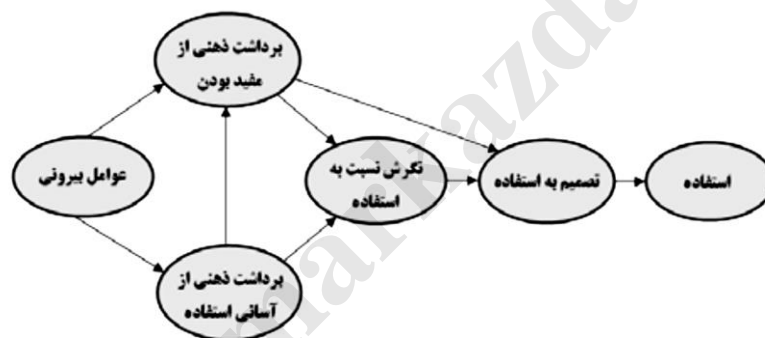 برداشت ذهنی از
مفید بودن
عوامل بیرونی
نگرش نسبت به
استفاده
تصمیم به استفاده
استفاده
برداشت ذهنی از
آسانی استفاده
markazda